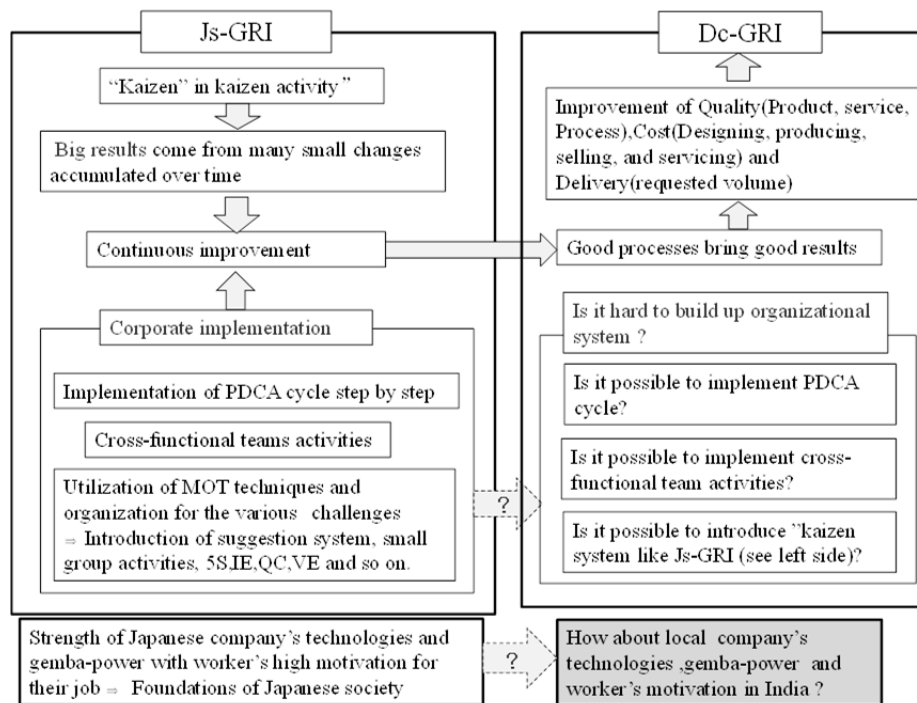 Js-GRI
“Kaizen” in kaizen activity”
Big results come from many small changes
accumulated over time
Continuous improvement
Corporate implementation
Implementation of PDCA cycle step by step
Cross-functional teams activities
Utilization of MOT techniques and
organization for the various challenges
⇒ Introduction of suggestion system, small
group activities, 5S,IE,QC,VE and so on.
Strength of Japanese company’s technologies and
gemba-power with worker’s high motivation for
their job ⇒ Foundations of Japanese society
?
?
Dc-GRI
Improvement of Quality(Product, service,
Process),Cost(Designing, producing,
selling, and servicing) and
Delivery(requested volume)
Good processes bring good results
Is it hard to build up organizational
system ?
Is it possible to implement PDCA
cycle?
Is it possible to implement cross-
functional team activities?
Is it possible to introduce ”kaizen
system like Js-GRI (see left side)?
How about local company’s
technologies ,gemba-power and
worker’s motivation in India ?